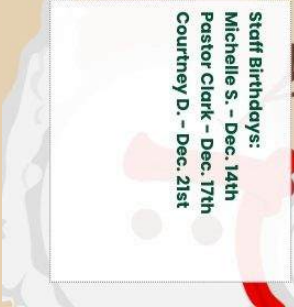 Staff Birthdays:
Michelle S. - Dec. 14th
Pastor Clark - Dec. 17th
Courtney D. - Dec. 21st